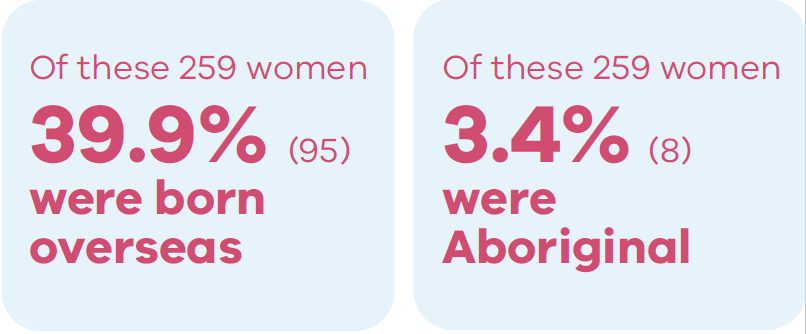 Of these 259 women
39.9% (95)
were born
overseas
Of these 259 women
3.4% (8)
were
Aboriginal